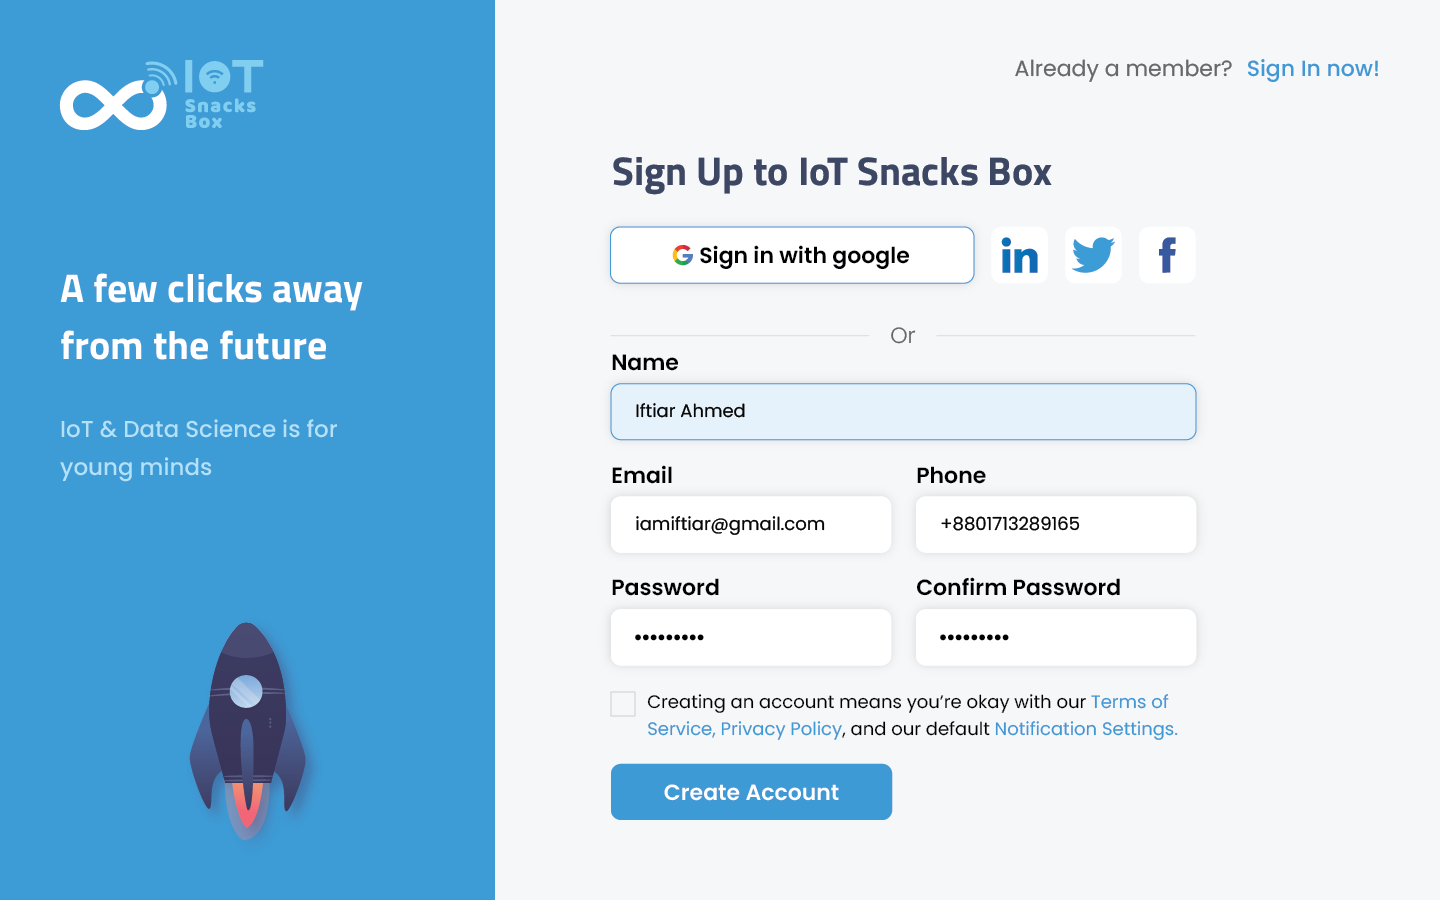 IoT
Snacks
Box
A few clicks away
from the future
IoT & Data Science is for
young minds
Already a member? Sign In now!
Sign Up to IoT Snacks Box
Sign in with google
Or
Name
Iftiar Ahmed
Email
Phone
iamiftiar@gmail.com
+8801713289165
Password
Confirm Password
•••••••••
•••••••••
Creating an account means you’re okay with our Terms of
Service, Privacy Policy, and our default Notification Settings.
Create Account